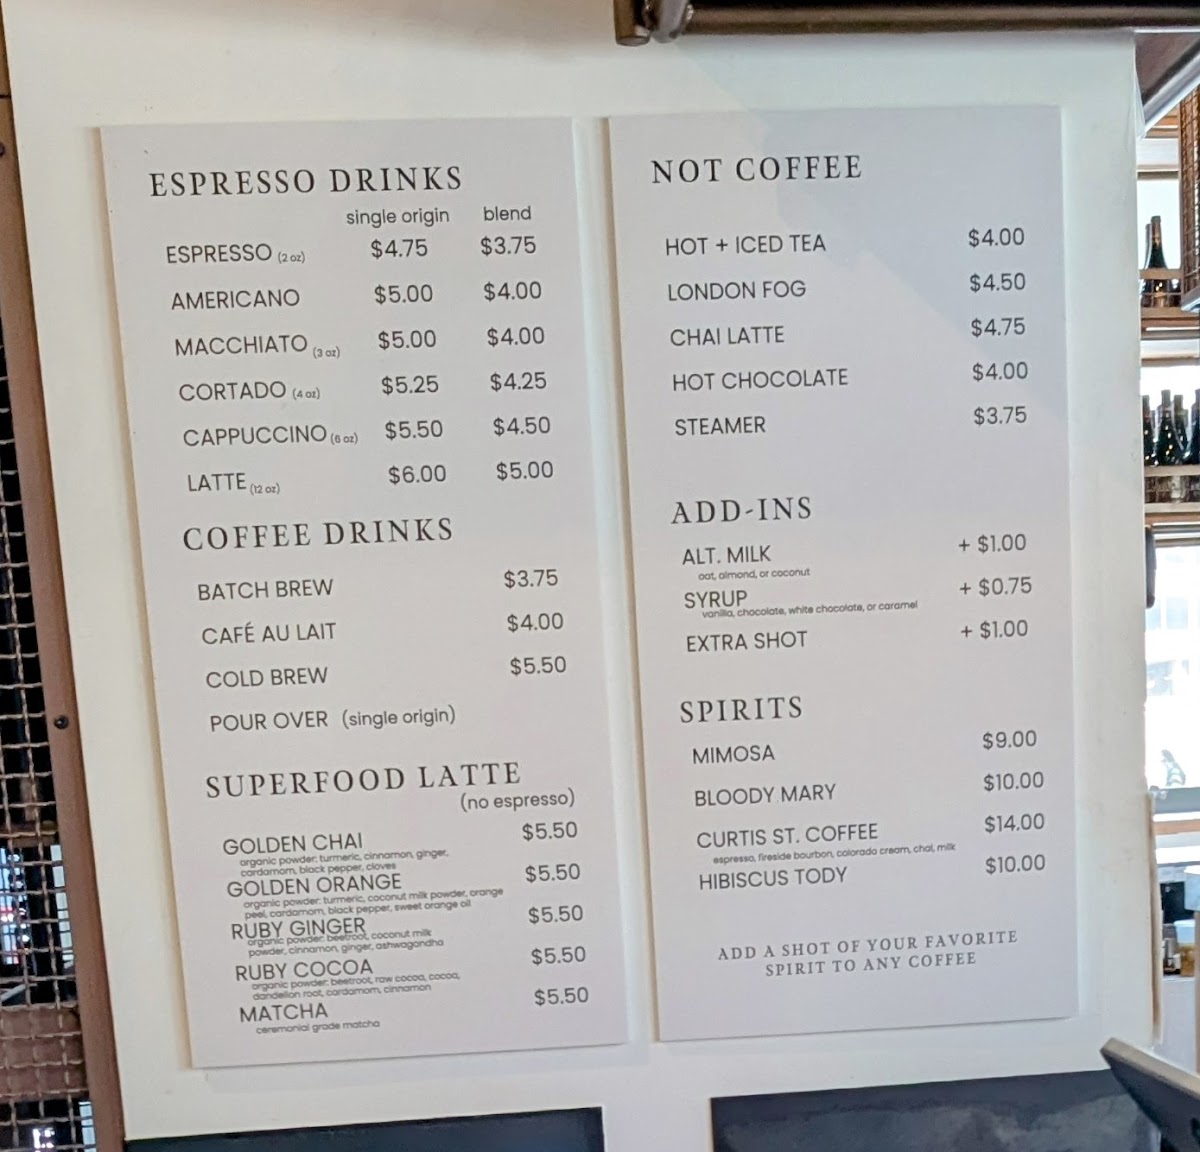 ESPRESSO DRINKS
single origin blend
ESPRESSO (2 oz) $4.75 $3.75
AMERICANO $5.00 $4.00
MACCHIATO (3 oz) $5.00 $4.00
CORTADO (4 oz) $5.25 $4.25
CAPPUCCINO (6 oz) $5.50 $4.50
LATTE (12 oz) $6.00 $5.00
COFFEE DRINKS
BATCH BREW $3.75
CAFÉ AU LAIT $4.00
COLD BREW $5.50
POUR OVER (single origin)
SUPERFOOD LATTE
(no espresso)
GOLDEN CHAI $5.50
organic powder: turmeric, cinnamon, ginger,
cardamom, black pepper, cloves
GOLDEN ORANGE $5.50
organic powder: turmeric, coconut milk powder, orange
peel, cardamom, black pepper, sweet orange oil
RUBY GINGER $5.50
organic powder: beetroot, coconut milk
powder, cinnamon, ginger, ashwagandha
RUBY COCOA $5.50
organic powder: beetroot, raw cocoa, cocoa,
dandelion root, cardamom, cinnamon
MATCHA $5.50
ceremonial grade matcha
NOT COFFEE
HOT + ICED TEA $4.00
LONDON FOG $4.50
CHAI LATTE $4.75
HOT CHOCOLATE $4.00
STEAMER $3.75
ADD-INS
ALT. MILK + $1.00
oat, almond, or coconut
SYRUP + $0.75
vanilla, chocolate, white chocolate, or caramel
EXTRA SHOT + $1.00
SPIRITS
MIMOSA $9.00
BLOODY MARY $10.00
CURTIS ST. COFFEE $14.00
espresso, fireside bourbon, colorado cream, chai, milk
HIBISCUS TODY $10.00
ADD A SHOT OF YOUR FAVORITE
SPIRIT TO ANY COFFEE